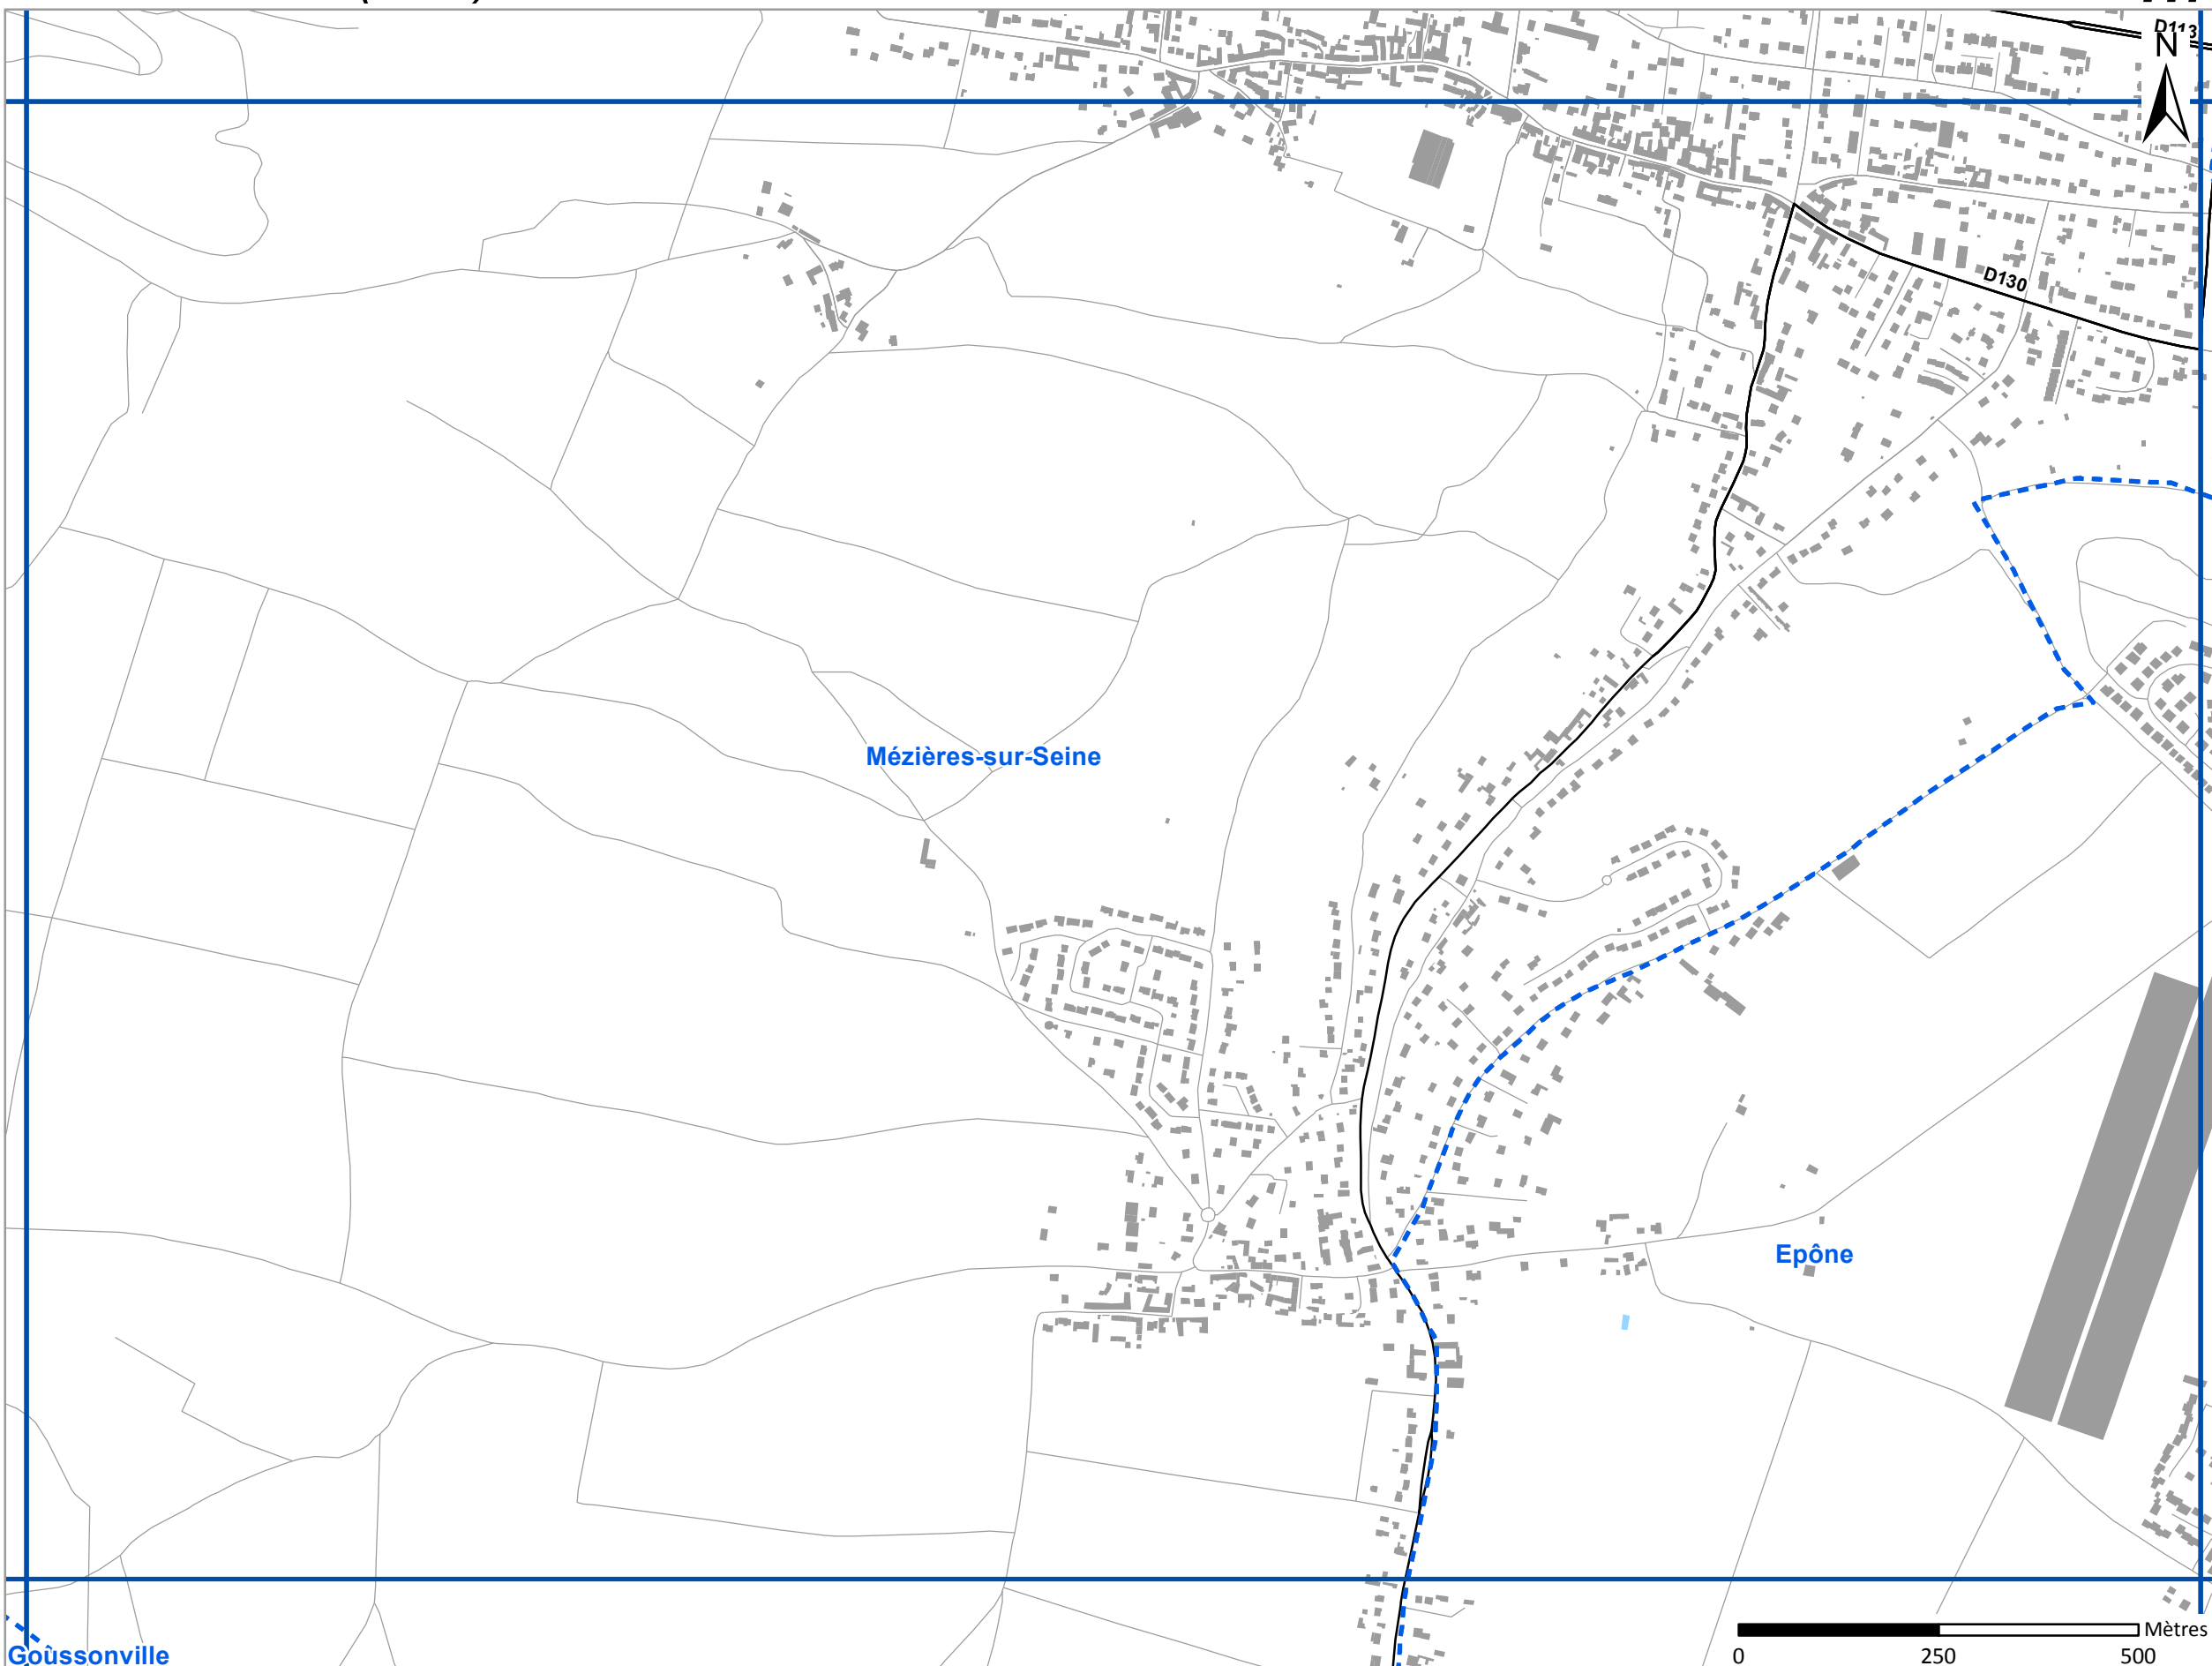 D113
N
D130
Mézières-sur-Seine
Epône
Goussonville
Mètres
0 250 500